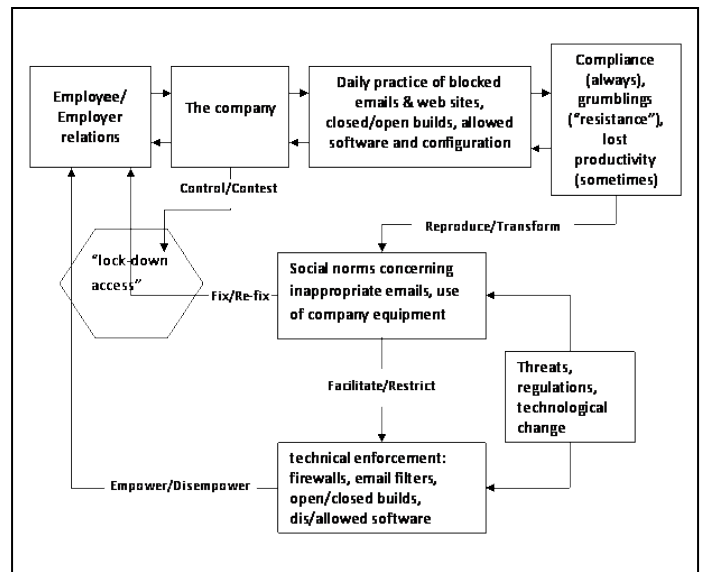 Employee/
Employer
relations
The company
Daily practice of blocked
emails & web sites,
closed/open builds, allowed
software and configuration
Compliance
(always),
grumblings
("resistance"),
lost
productivity
(sometimes)
Control/Contest
Reproduce/Transform
"lock-down
access"
Fix/Re-fix
Social norms concerning
inappropriate emails, use
of company equipment
Threats,
regulations,
technological
change
Facilitate/Restrict
technical enforcement:
firewalls, email filters,
open/closed builds,
dis/allowed software
Empower/Disempower